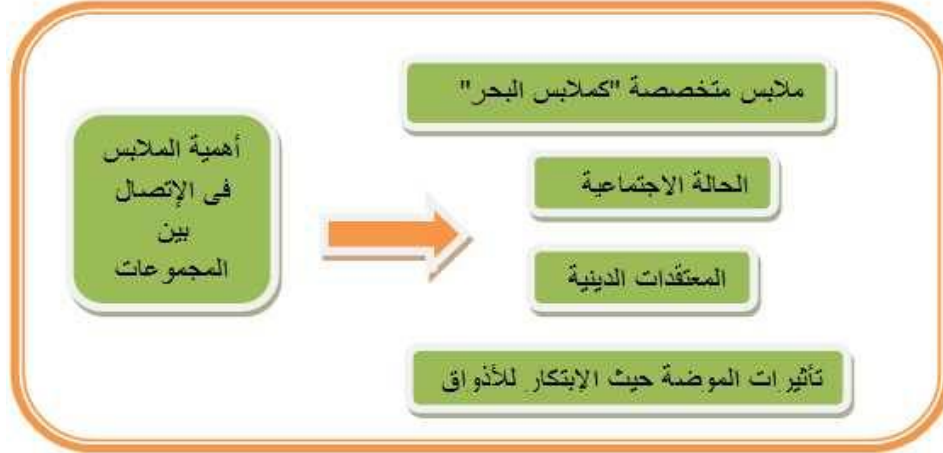 أهمية الملابس
فى الإتصال
بين
المجموعات
ملابس متخصصة "كملابس البحر"
الحالة الاجتماعية
المعتقدات الدينية
تأثيرات الموضة حيث الإبتكار للأذواق